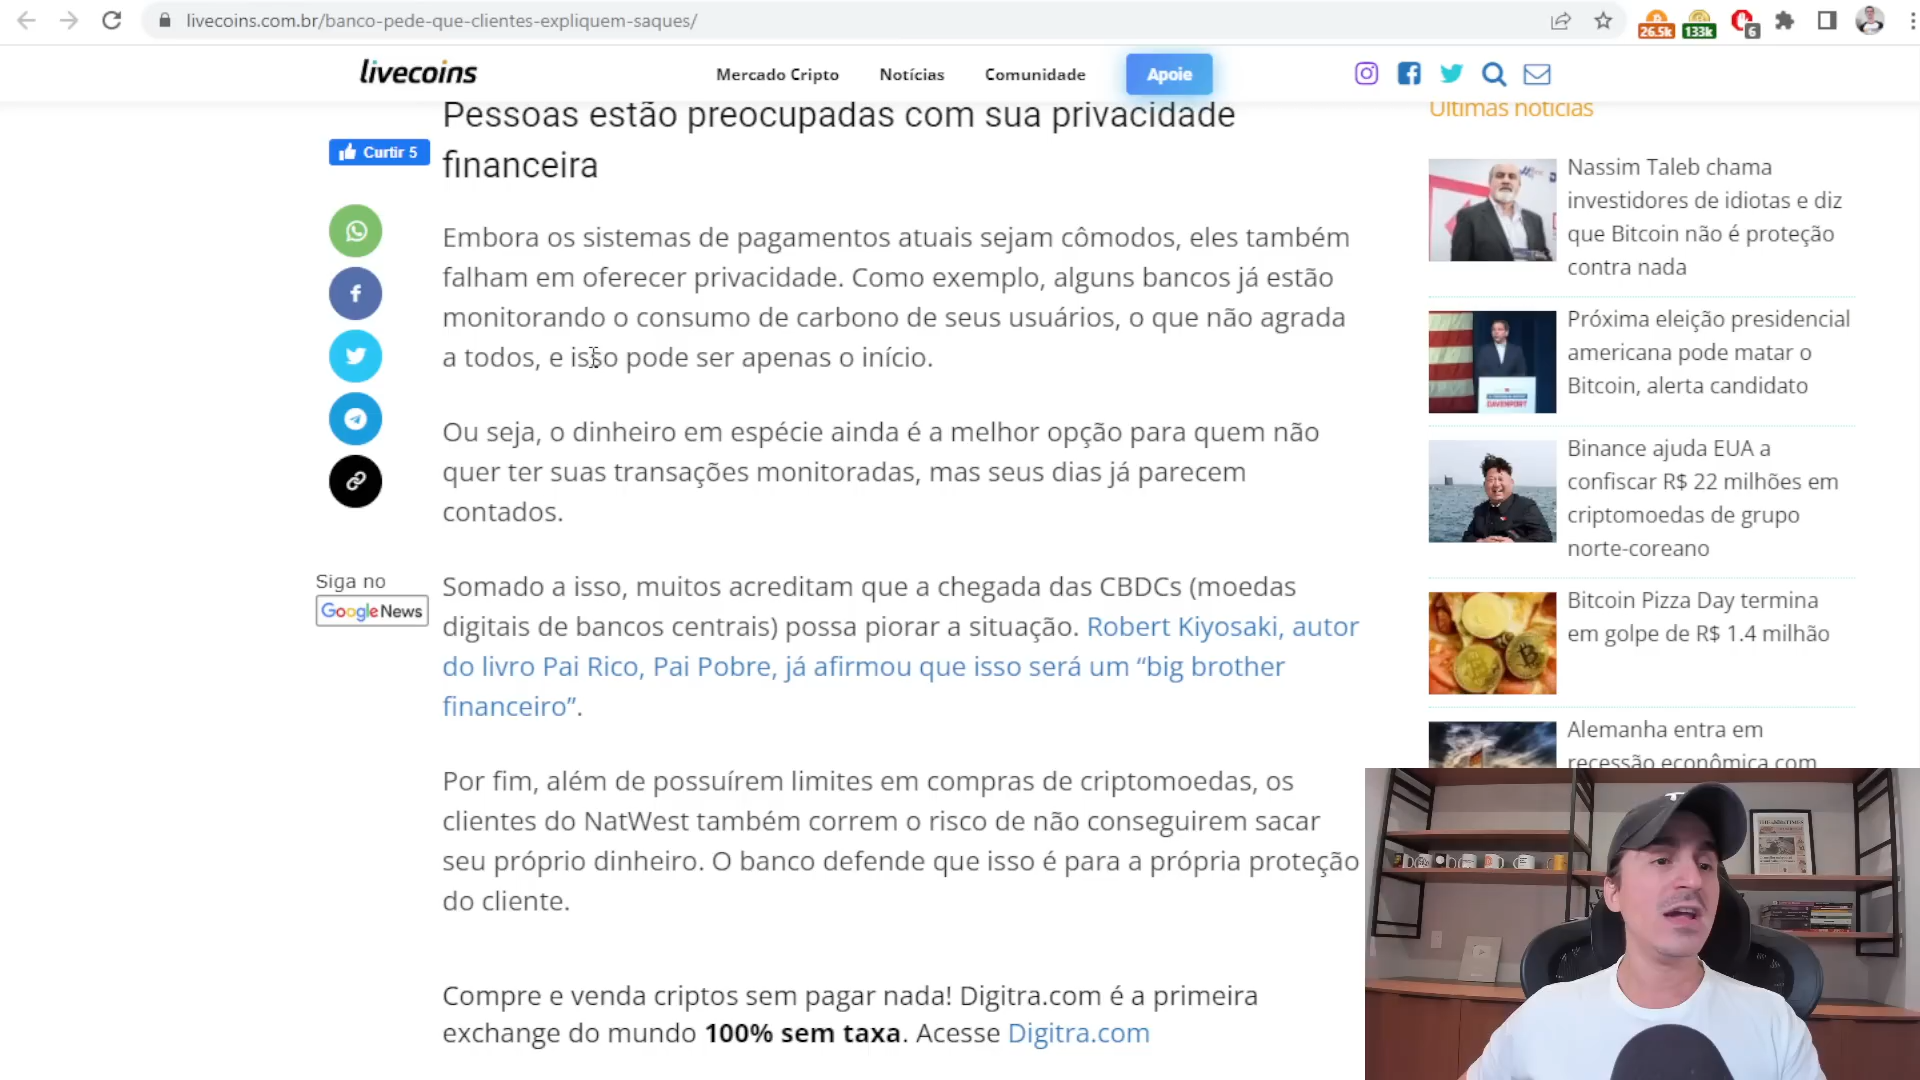 livecoins.com.br/banco-pede-que-clientes-expliquem-saques/
26.5k
133k
6
livecoins
Mercado Cripto
Notícias
Comunidade
Apoie
Pessoas estão preocupadas com sua privacidade
financeira
Curtir 5
Embora os sistemas de pagamentos atuais sejam cômodos, eles também
falham em oferecer privacidade. Como exemplo, alguns bancos já estão
monitorando o consumo de carbono de seus usuários, o que não agrada
a todos, e isso pode ser apenas o início.
Ou seja, o dinheiro em espécie ainda é a melhor opção para quem não
quer ter suas transações monitoradas, mas seus dias já parecem
contados.
Siga no
Google News
Somado a isso, muitos acreditam que a chegada das CBDCs (moedas
digitais de bancos centrais) possa piorar a situação. Robert Kiyosaki, autor
do livro Pai Rico, Pai Pobre, já afirmou que isso será um “big brother
financeiro”.
Por fim, além de possuírem limites em compras de criptomoedas, os
clientes do NatWest também correm o risco de não conseguirem sacar
seu próprio dinheiro. O banco defende que isso é para a própria proteção
do cliente.
Compre e venda criptos sem pagar nada! Digitra.com é a primeira
exchange do mundo 100% sem taxa. Acesse Digitra.com
Últimas notícias
Nassim Taleb chama
investidores de idiotas e diz
que Bitcoin não é proteção
contra nada
Próxima eleição presidencial
americana pode matar o
Bitcoin, alerta candidato
DAVENPORT
Binance ajuda EUA a
confiscar R$ 22 milhões em
criptomoedas de grupo
norte-coreano
Bitcoin Pizza Day termina
em golpe de R$ 1.4 milhão
Alemanha entra em
recessão econômica com